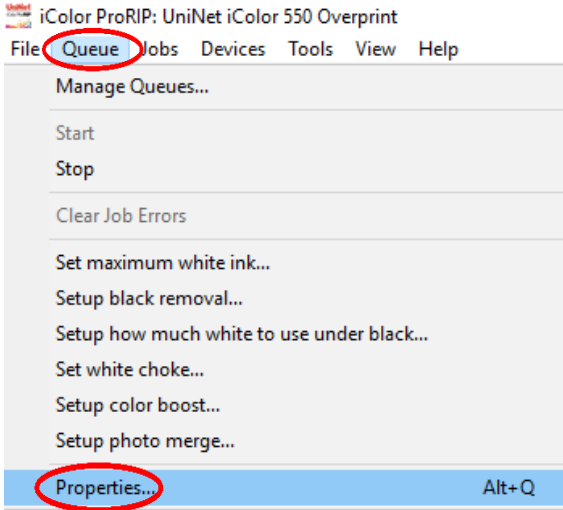 UniNet
iColor ProRIP: UniNet iColor 550 Overprint
File Queue Jobs Devices Tools View Help
Manage Queues...
Start
Stop
Clear Job Errors
Set maximum white ink...
Setup black removal...
Setup how much white to use under black...
Set white choke...
Setup color boost...
Setup photo merge...
Properties... Alt+Q